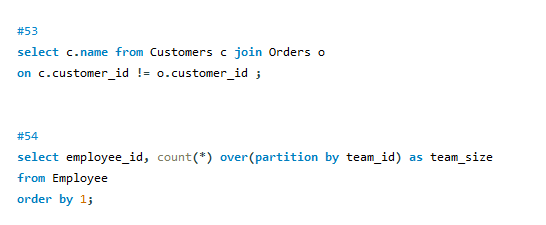 #53
select c.name from Customers c join Orders o
on c.customer_id != o.customer_id ;
#54
select employee_id, count(*) over(partition by team_id) as team_size
from Employee
order by 1;